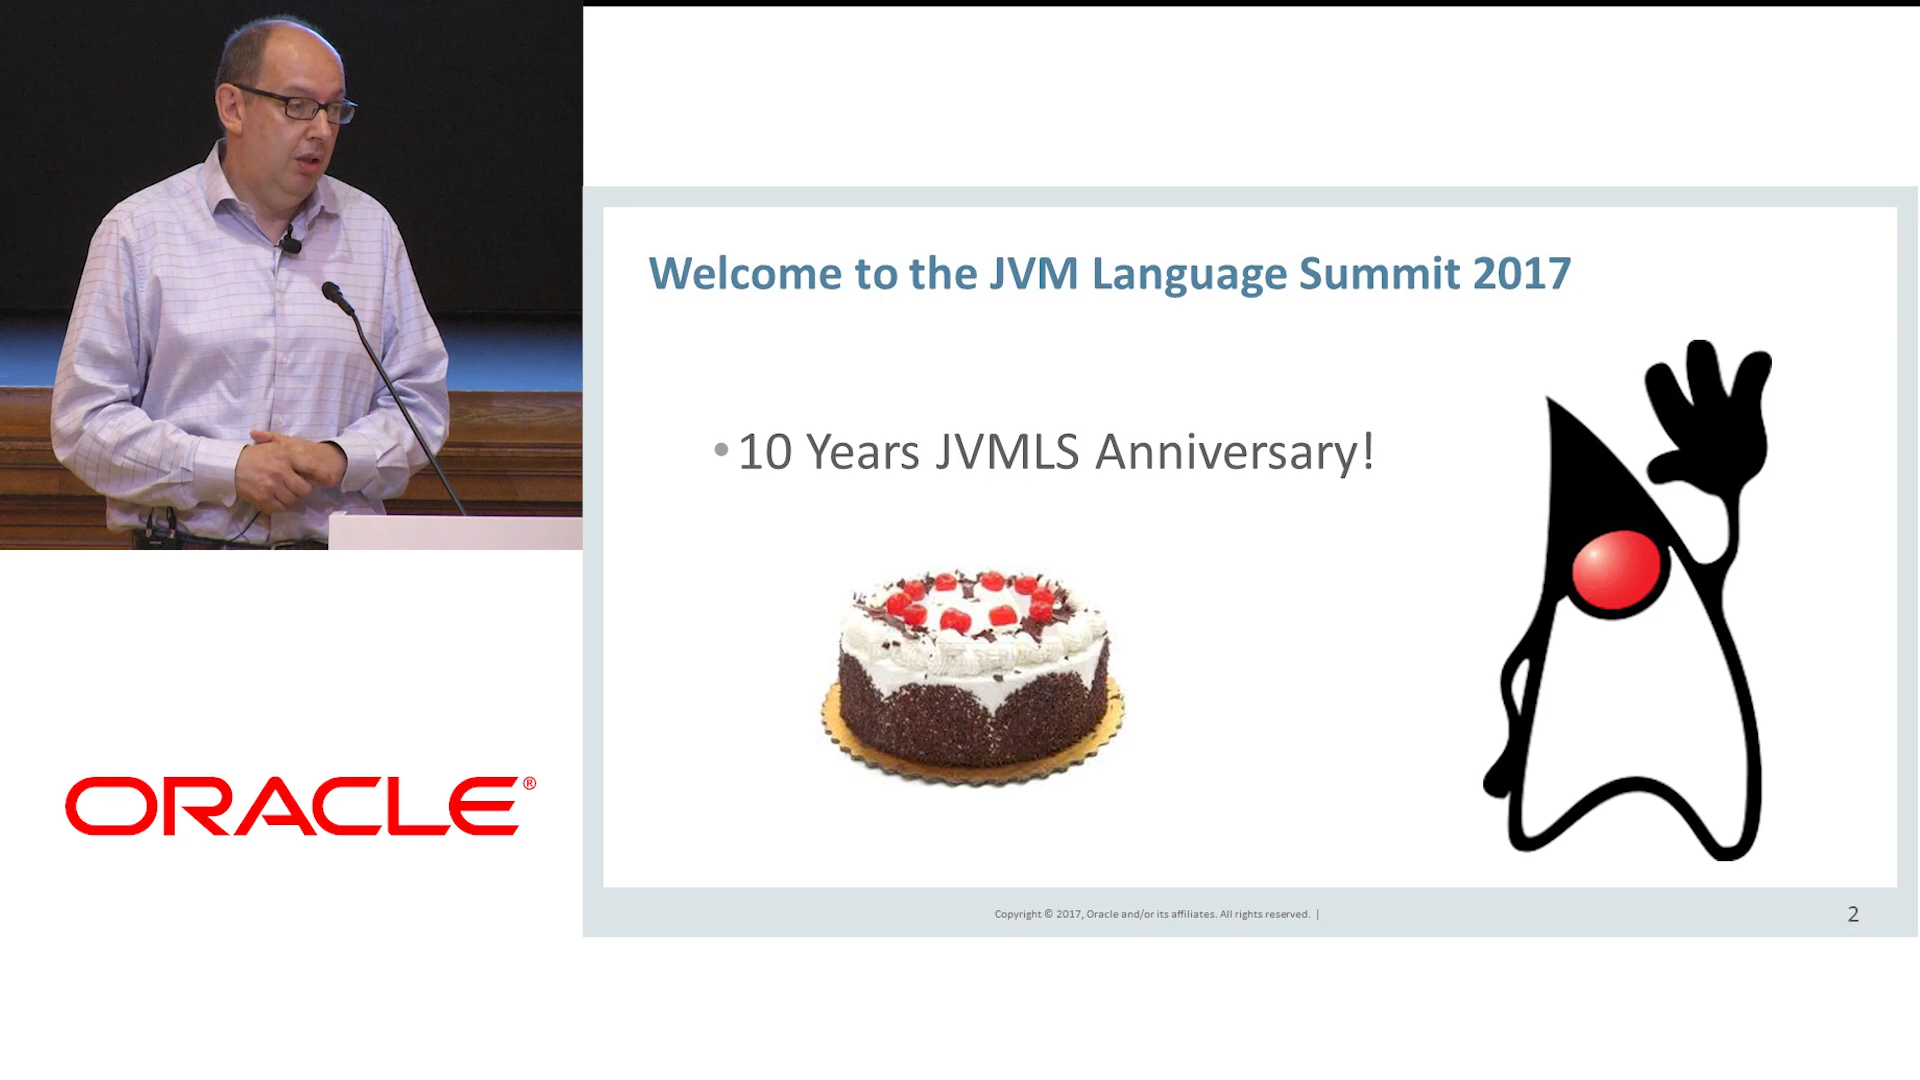 Welcome to the JVM Language Summit 2017
• 10 Years JVMLS Anniversary!
ORACLE®
Copyright © 2017, Oracle and/or its affiliates. All rights reserved. |
2